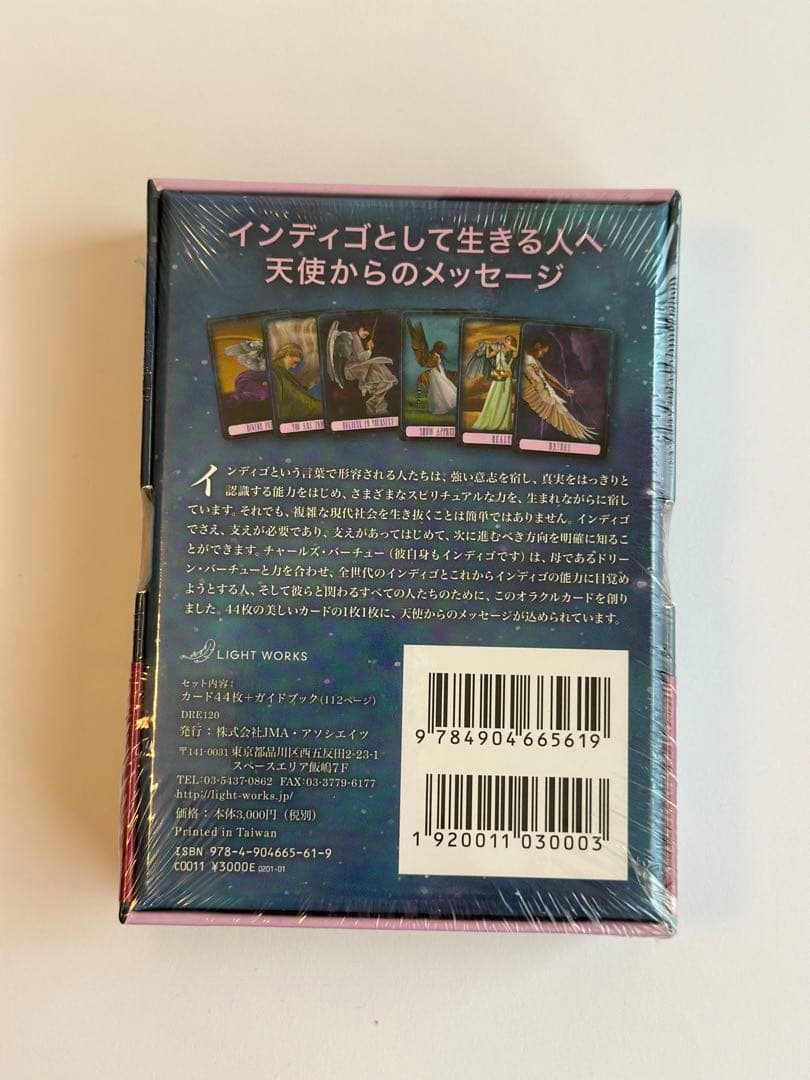 インディゴとして生きる人へ
天使からのメッセージ
YOU ARE
BELIEVE IN YOURSELF
SHOW
インディゴという言葉で形容される人たちは、強い意志を宿し、真実をはっきりと
認識する能力をはじめ、さまざまなスピリチュアルな力を、生まれながらに宿し
ています。それでも、複雑な現代社会を生き抜くことは簡単ではありません。インディゴ
でさえ、支えが必要であり、支えがあってはじめて、次に進むべき方向を明確に知るこ
とができます。チャールズ・バーチュー（彼自身もインディゴです）は、母であるドリー
ン・バーチューと力を合わせ、全世代のインディゴとこれからインディゴの能力に目覚め
ようとする人、そして彼らと関わるすべての人たちのために、このオラクルカードを創り
ました。44枚の美しいカードの1枚1枚に、天使からのメッセージが込められています。
LIGHT WORKS
セット内容：
カード44枚＋ガイドブック(112ページ)
DRE120
発行：株式会社JMA・アソシエイツ
〒141-0031 東京都品川区西五反田2-23-1
スペースエリア飯嶋7F
TEL:03-5437-0862 FAX:03-3779-6177
http://light-works.jp/
価格：本体3,000円（税別）
Printed in Taiwan
ISBN 978-4-904665-61-9
C0011 ¥3000E 0201-01
9 784904 665619
1 920011 030003